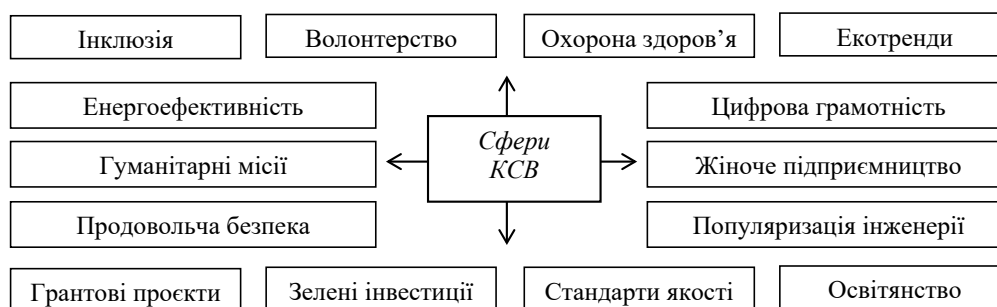 Інклюзія
Волонтерство
Охорона здоров’я
Екотренди
Енергоефективність
Цифрова грамотність
Сфери
КСВ
Гуманітарні місії
Жіноче підприємництво
Продовольча безпека
Популяризація інженерії
Грантові проєкти
Зелені інвестиції
Стандарти якості
Освітянство